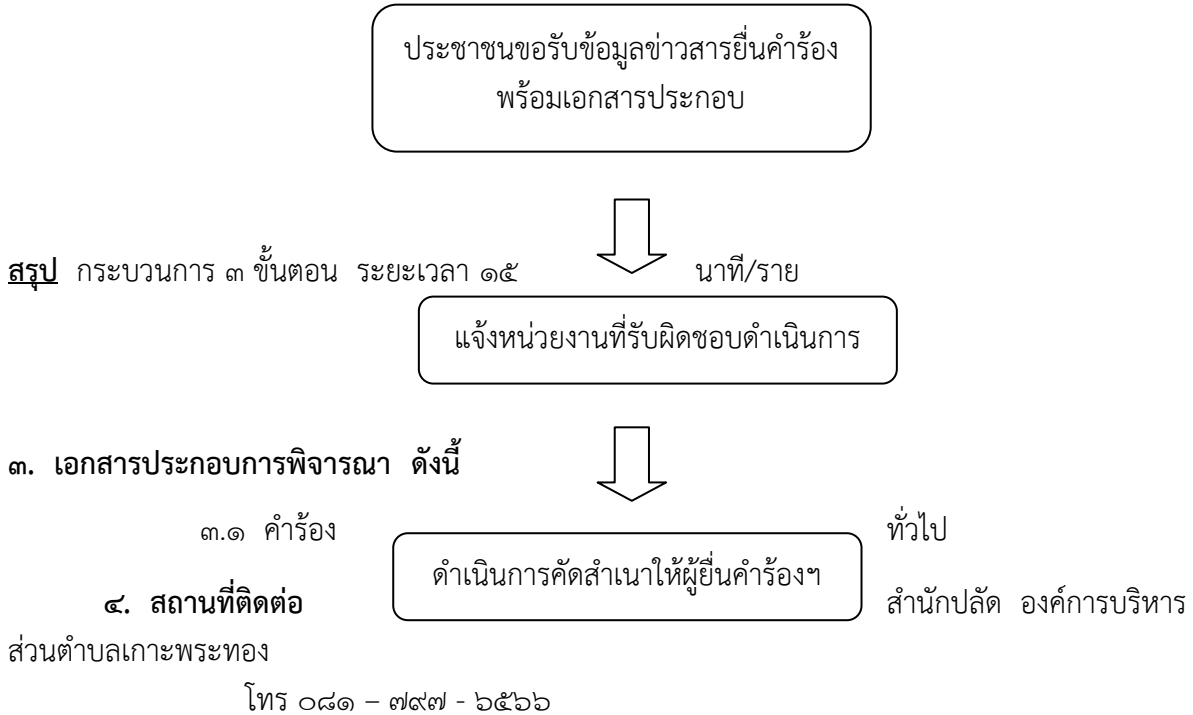 ประชาชนขอรับข้อมูลข่าวสารยื่นคำร้อง
พร้อมเอกสารประกอบ
สรุป กระบวนการ ๓ ขั้นตอน ระยะเวลา ๑๕ นาที/ราย
แจ้งหน่วยงานที่รับผิดชอบดำเนินการ
๓. เอกสารประกอบการพิจารณา ดังนี้
๓.๑ คำร้อง ทั่วไป
ดำเนินการคัดสำเนาให้ผู้ยื่นคำร้องฯ
๔. สถานที่ติดต่อ สำนักปลัด องค์การบริหาร
ส่วนตำบลเกาะพระทอง
โทร ๐๘๑ – ๗๙๗ - ๖๕๖๖